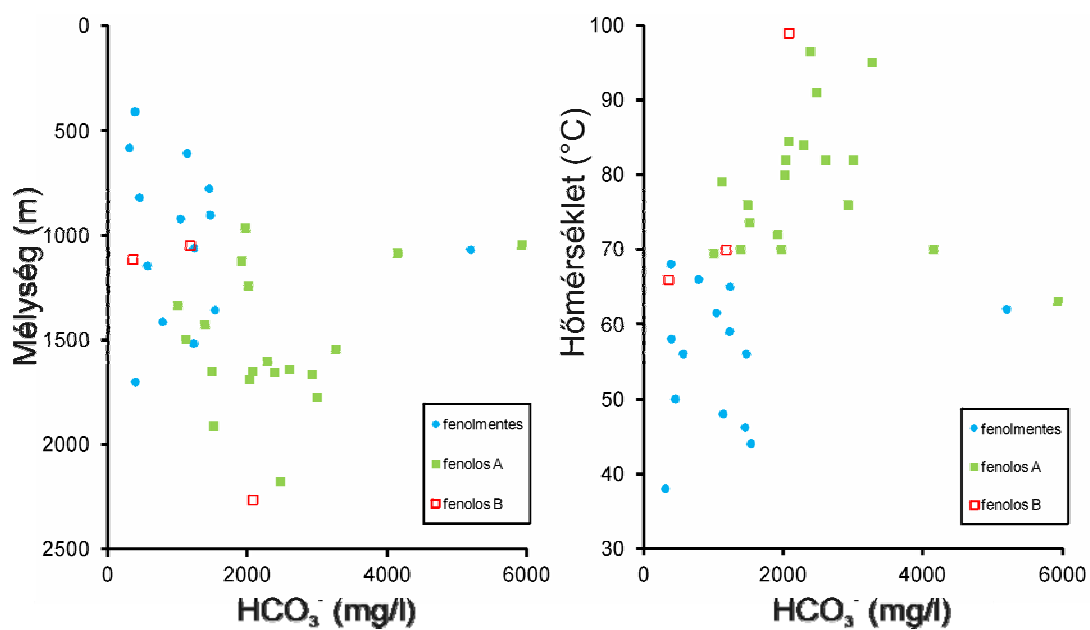 0
500
1000
1500
2000
2500
Mélység (m)
fenolmentes
fenolos A
fenolos B
0
2000
4000
6000
HCO₃⁻ (mg/l)
100
90
80
70
60
50
40
30
Hőmérséklet (°C)
fenolmentes
fenolos A
fenolos B
0
2000
4000
6000
HCO₃⁻ (mg/l)